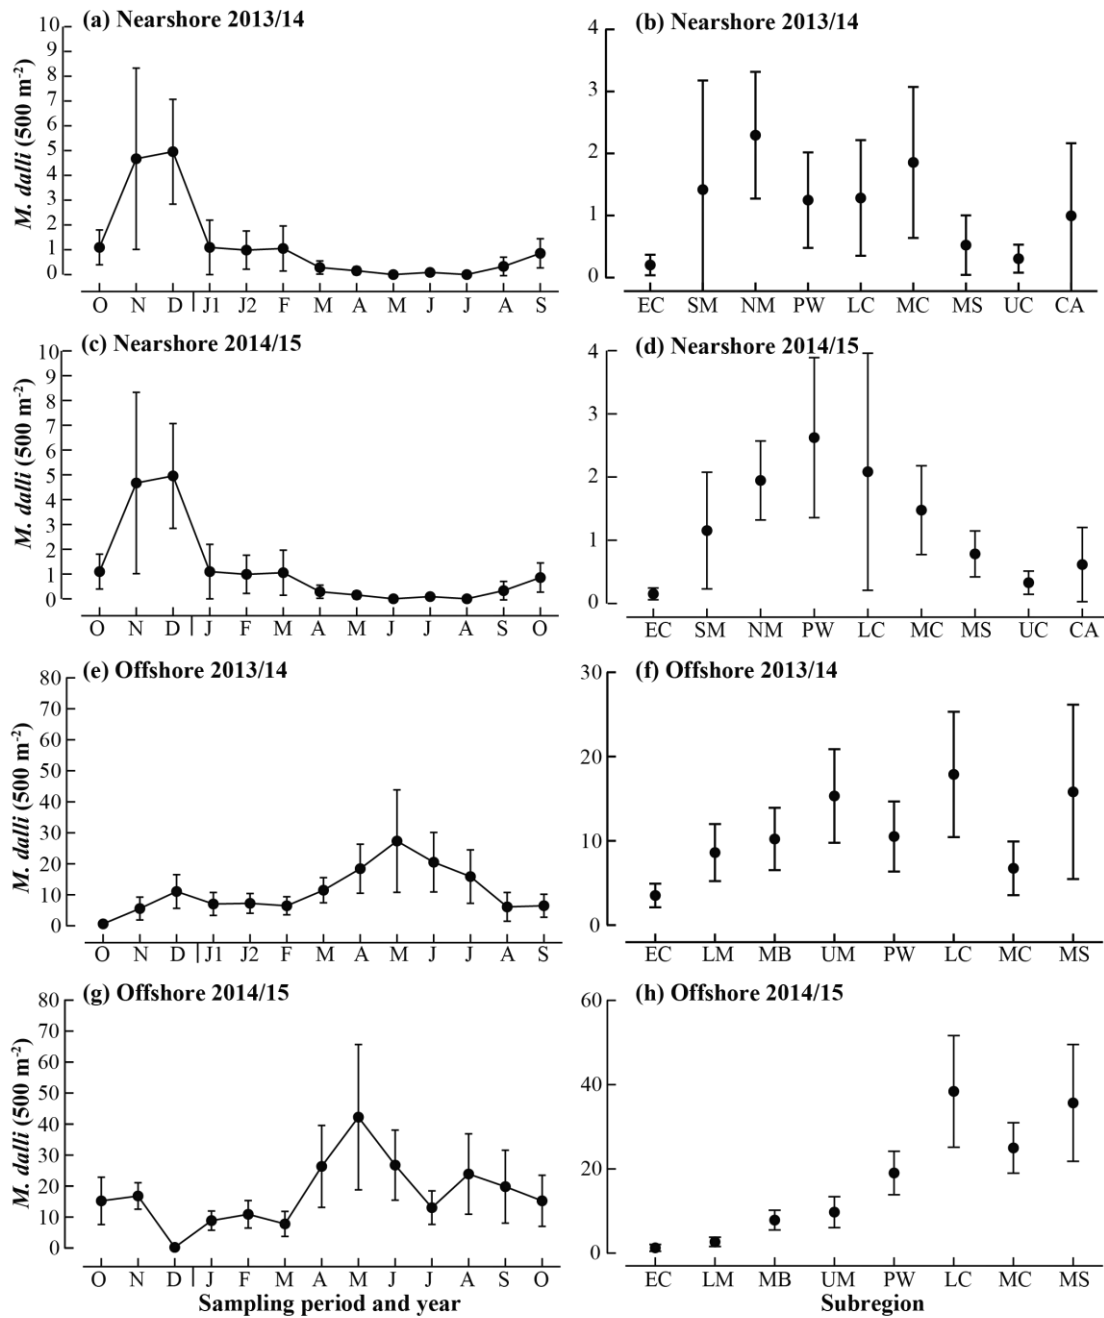 (a) Nearshore 2013/14
M. dalli (500 m-2)
10
9
8
7
6
5
4
3
2
1
0
O N D J1 J2 F M A M J J A S
(b) Nearshore 2013/14
4
3
2
1
0
EC SM NM PW LC MC MS UC CA
(c) Nearshore 2014/15
M. dalli (500 m-2)
10
9
8
7
6
5
4
3
2
1
0
O N D J F M A M J J A S O
(d) Nearshore 2014/15
4
3
2
1
0
EC SM NM PW LC MC MS UC CA
(e) Offshore 2013/14
M. dalli (500 m-2)
80
70
60
50
40
30
20
10
0
O N D J1 J2 F M A M J J A S
(f) Offshore 2013/14
30
20
10
0
EC LM MB UM PW LC MC MS
(g) Offshore 2014/15
M. dalli (500 m-2)
80
70
60
50
40
30
20
10
0
O N D J F M A M J J A S O
Sampling period and year
(h) Offshore 2014/15
60
40
20
0
EC LM MB UM PW LC MC MS
Subregion